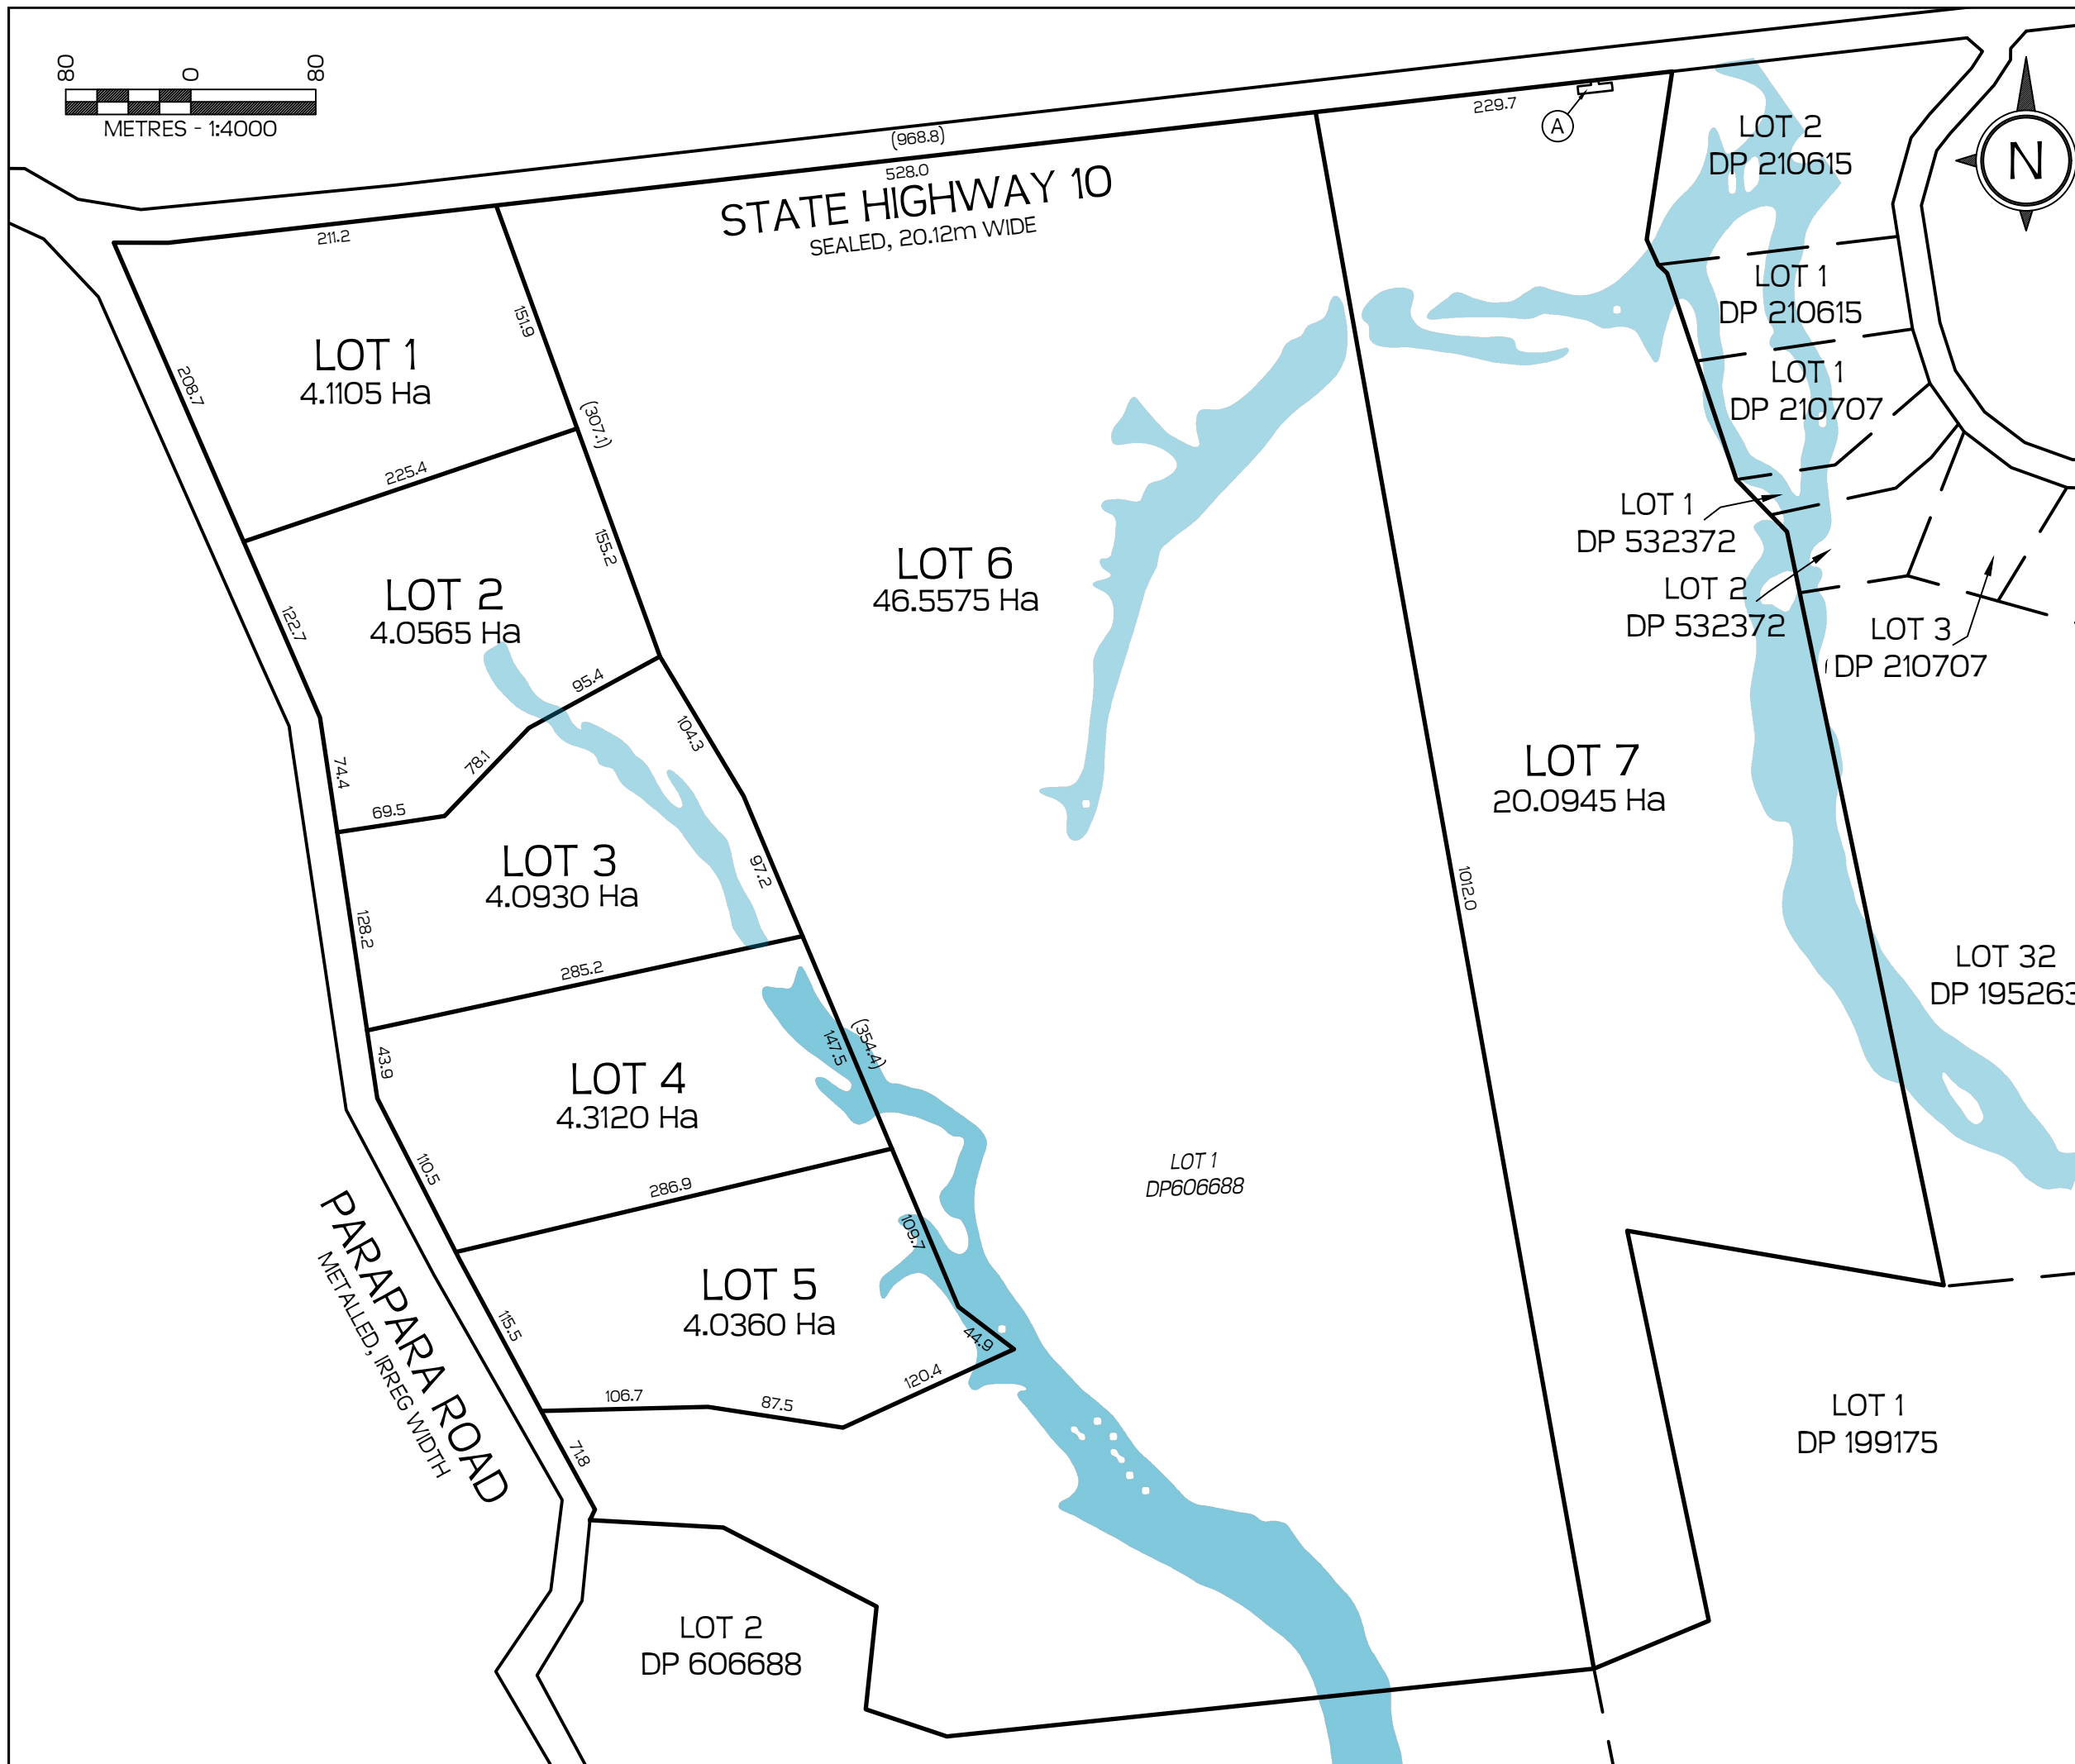 80 0 80
METRES - 1:4000
(968.8)
528.0
STATE HIGHWAY 10
SEALED, 20.12m WIDE
229.7
A
N
211.2
LOT 1
4.1105 Ha
208.7
151.9
(307.1)
225.4
155.2
LOT 2
4.0565 Ha
122.7
95.4
78.1
74.4
69.5
104.3
LOT 3
4.0930 Ha
97.2
128.2
285.2
43.9
LOT 4
4.3120 Ha
147.5
(354.4)
110.5
286.9
LOT 5
4.0360 Ha
109.7
44.9
115.5
106.7
87.5
120.4
71.8
PARAPARA ROAD
METALLED, IRREG WIDTH
LOT 2
DP 606688
LOT 6
46.5575 Ha
LOT 1
DP606688
1012.0
LOT 7
20.0945 Ha
LOT 2
DP 210615
LOT 1
DP 210615
LOT 1
DP 210707
LOT 1
DP 532372
LOT 2
DP 532372
LOT 3
DP 210707
LOT 32
DP 195263
LOT 1
DP 199175